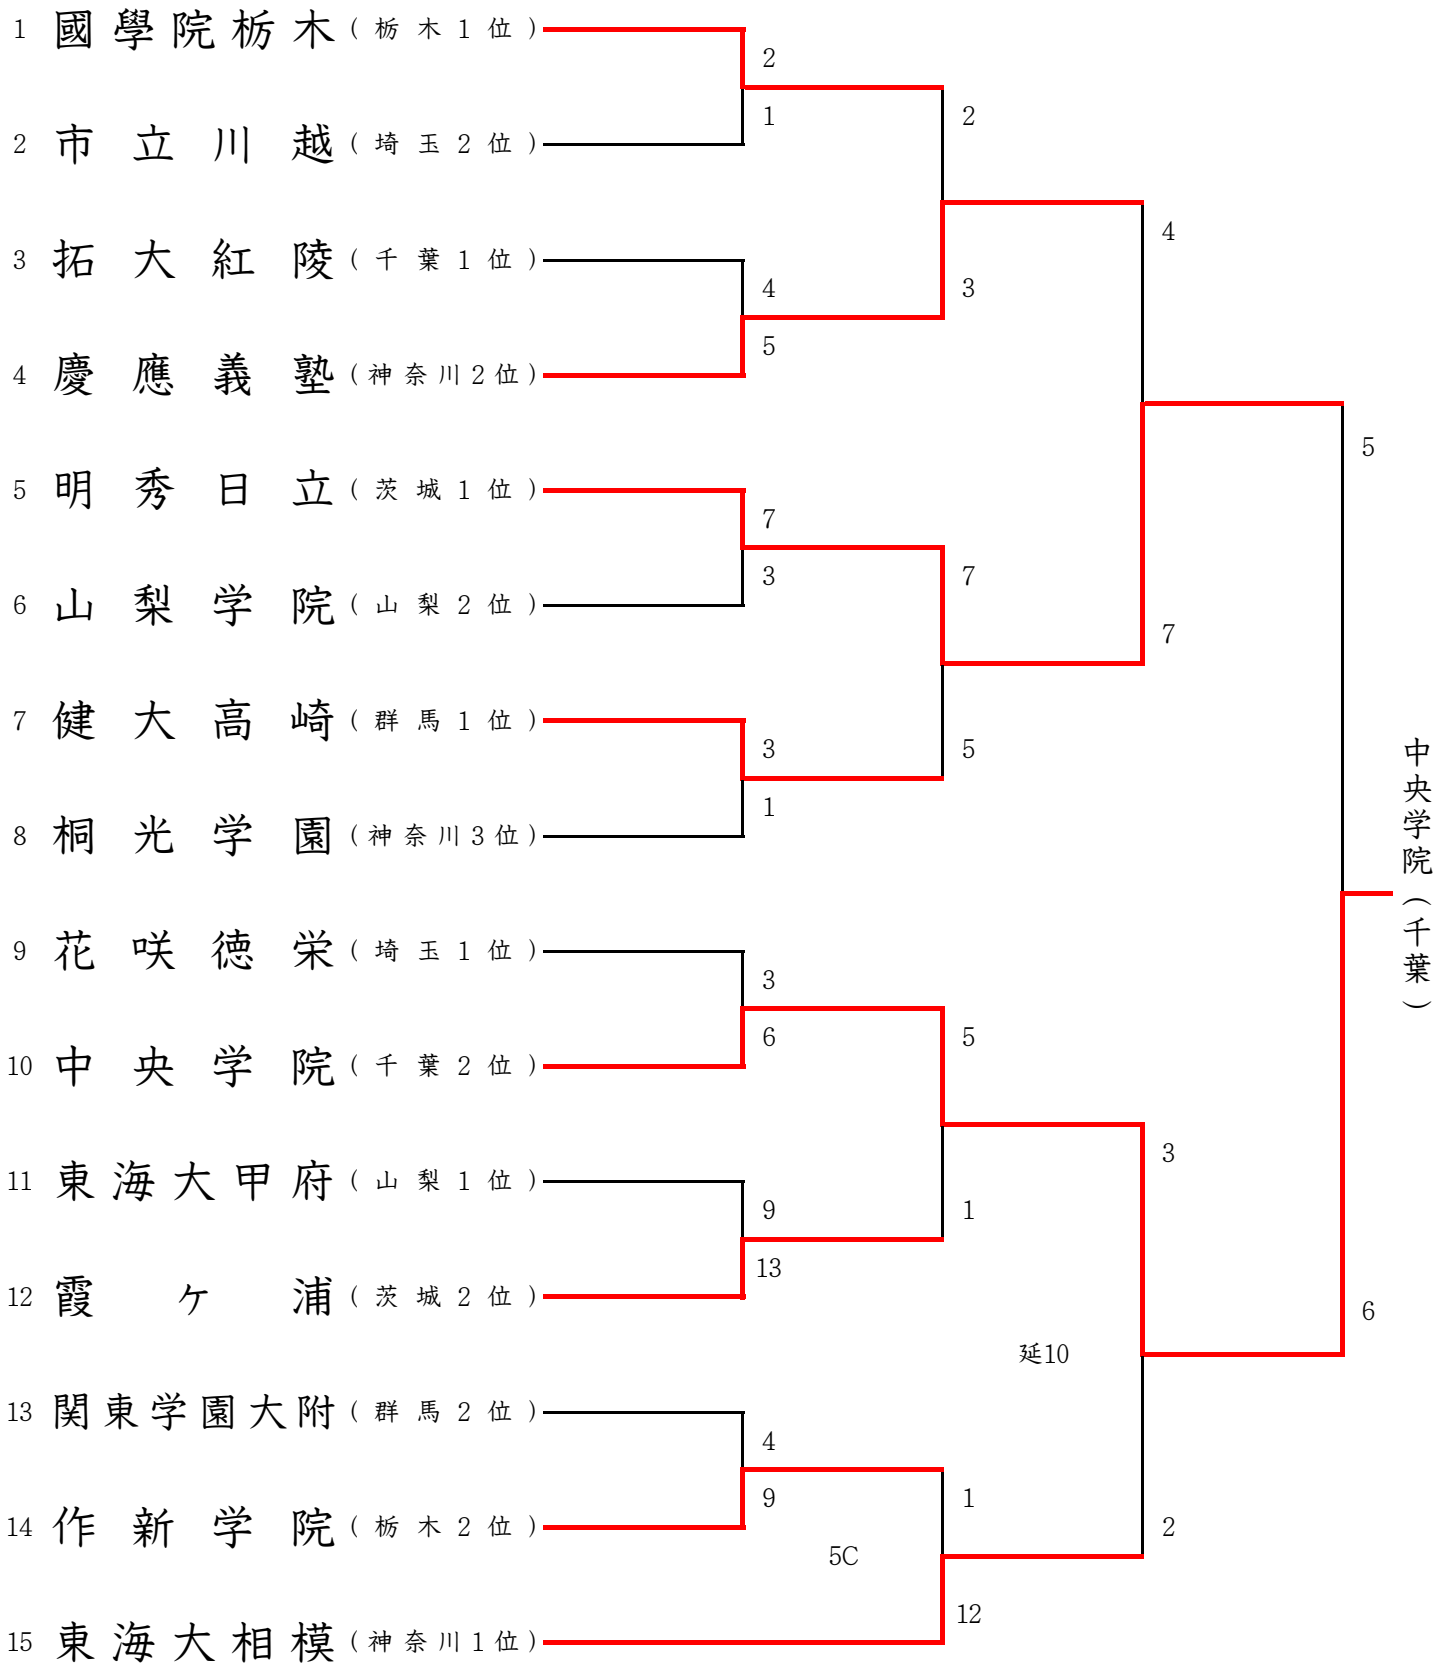 1 國學院栃木(栃木1位)
2
1
2
2 市立川越(埼玉2位)
4
3 拓大紅陵(千葉1位)
4
3
5
4 慶應義塾(神奈川2位)
5
5 明秀日立(茨城1位)
7
3
7
6 山梨学院(山梨2位)
7
7 健大高崎(群馬1位)
3
5
1
8 桐光学園(神奈川3位)
中央学院(千葉)
9 花咲徳栄(埼玉1位)
3
6
5
10 中央学院(千葉2位)
3
11 東海大甲府(山梨1位)
9
1
13
12 霞ケ浦(茨城2位)
6
延10
13 関東学園大附(群馬2位)
4
9
1
14 作新学院(栃木2位)
2
5C
12
15 東海大相模(神奈川1位)